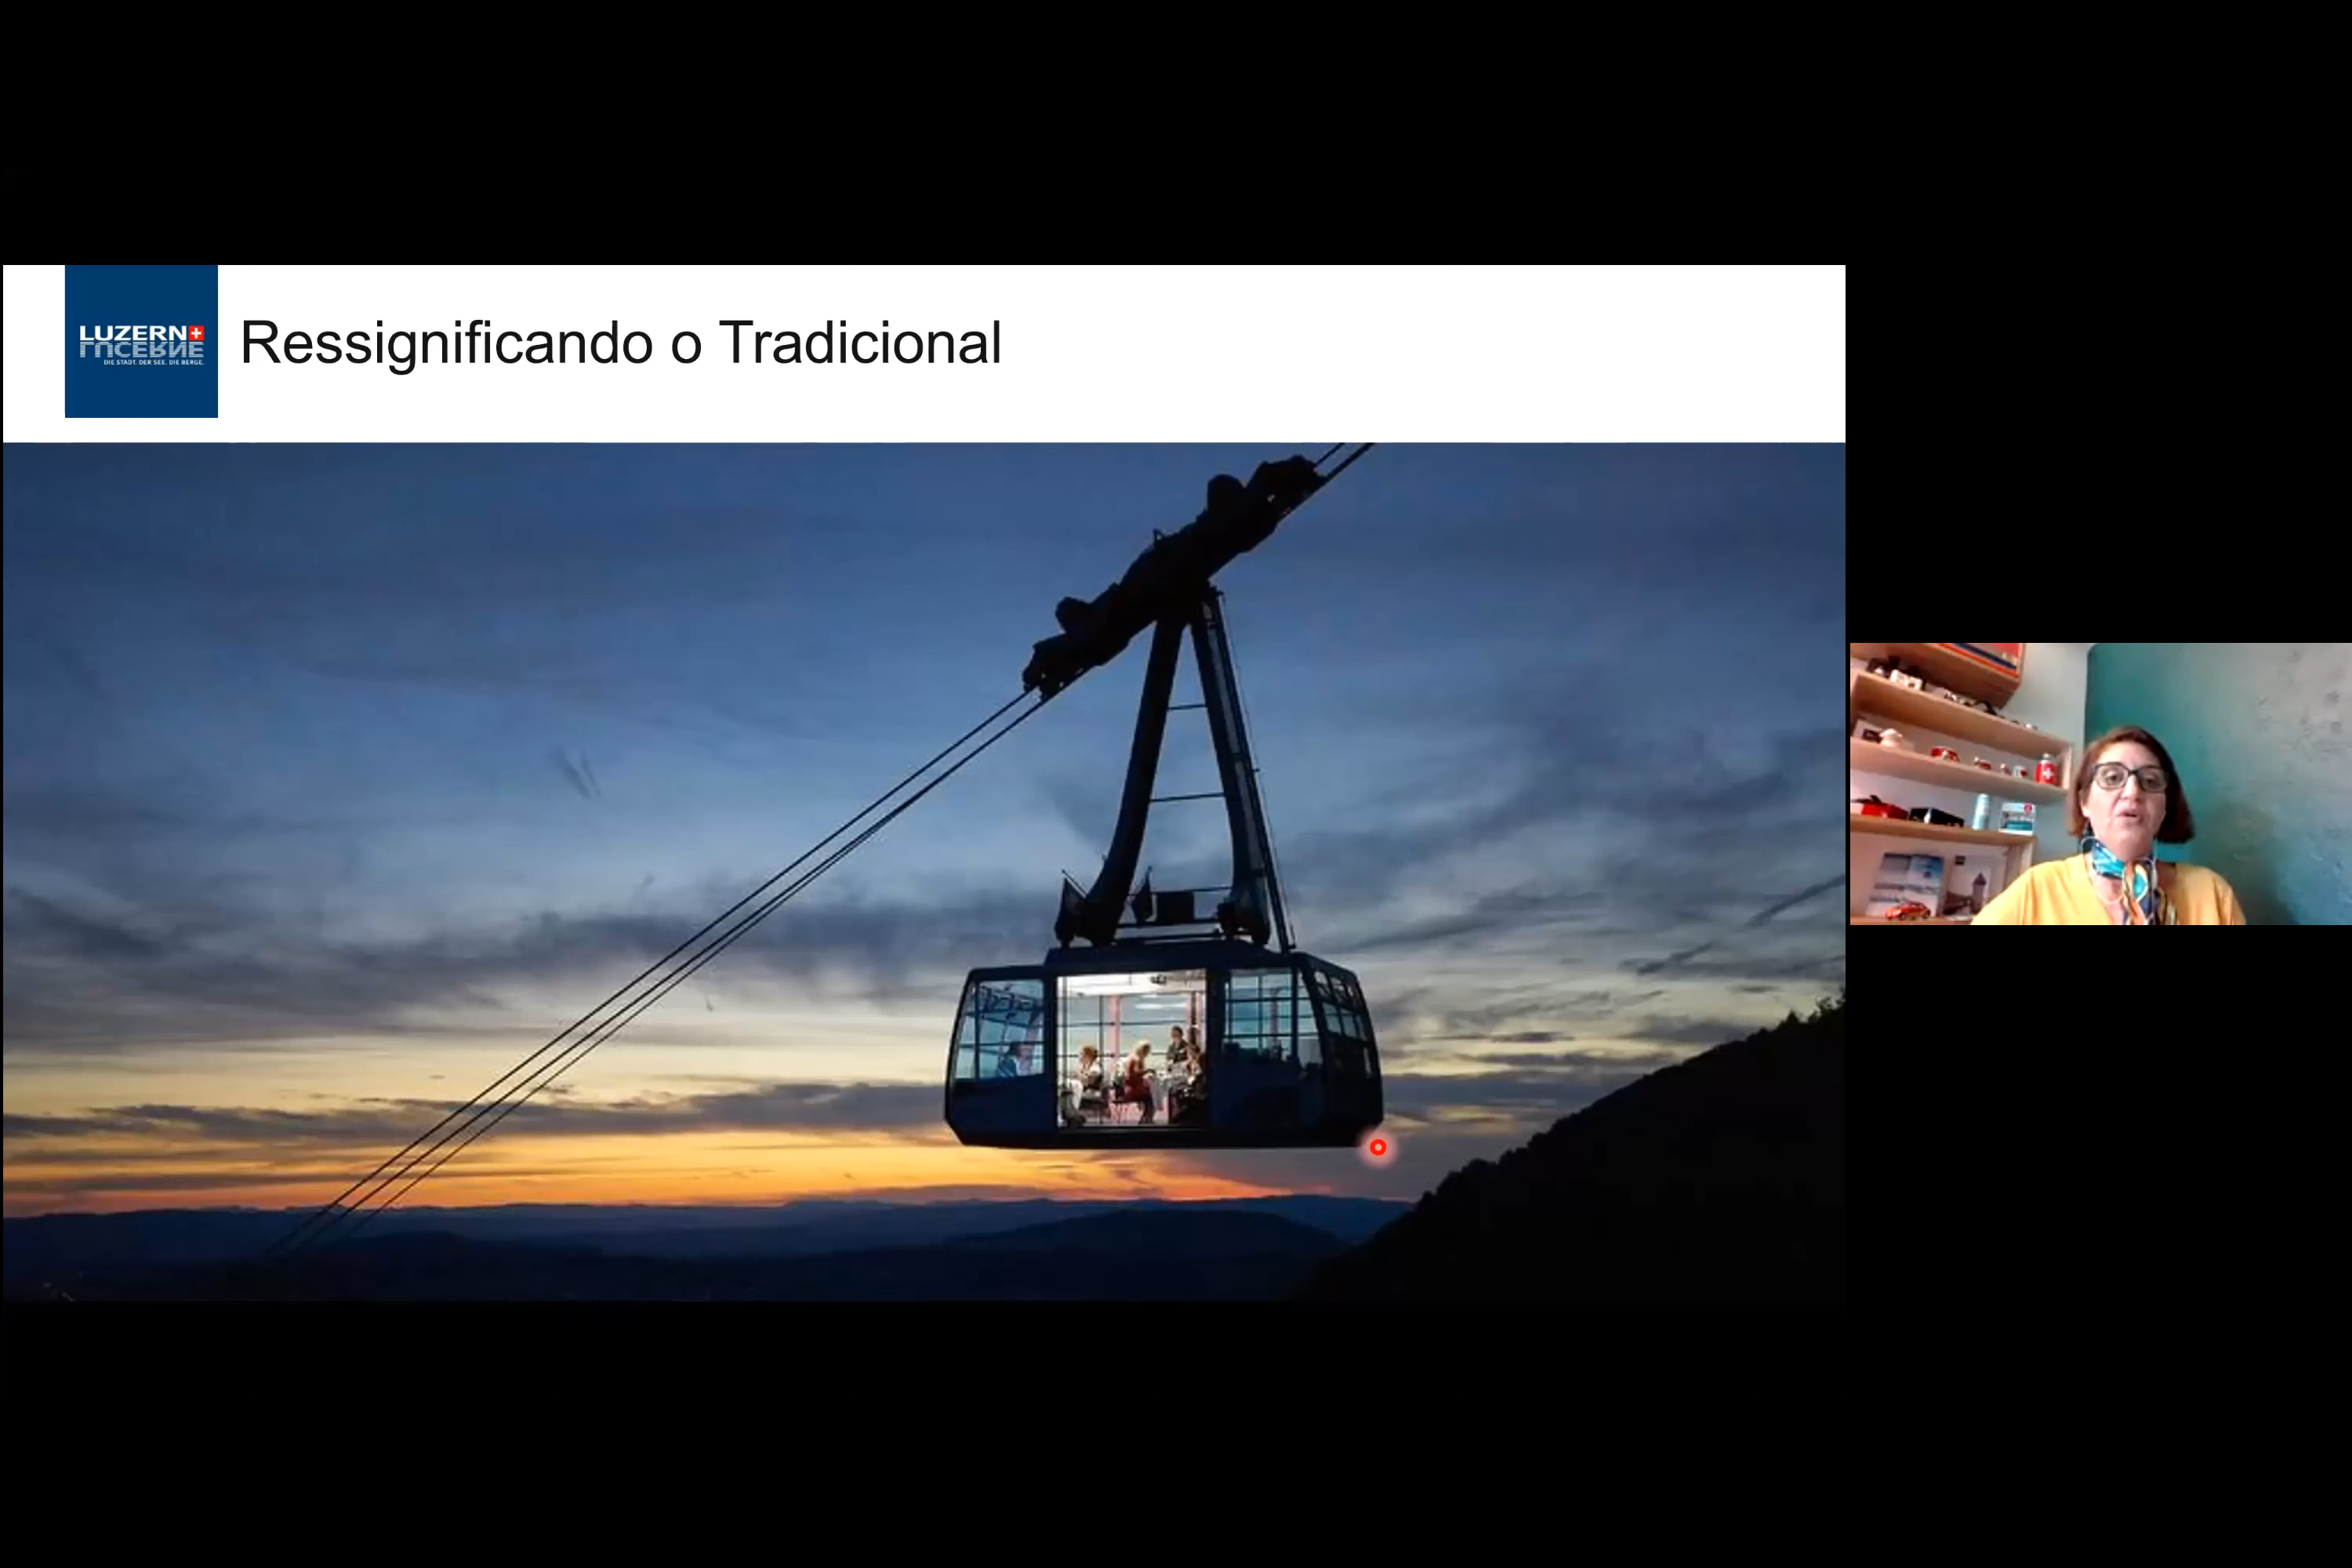 LUZERN
LUCERNE
DIE STADT. DER SEE. DIE BERGE.
Ressignificando o Tradicional